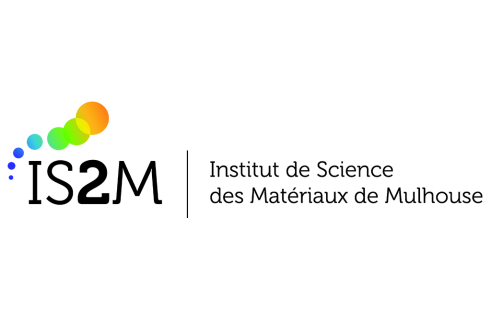 IS2M
Institut de Science
des Matériaux de Mulhouse